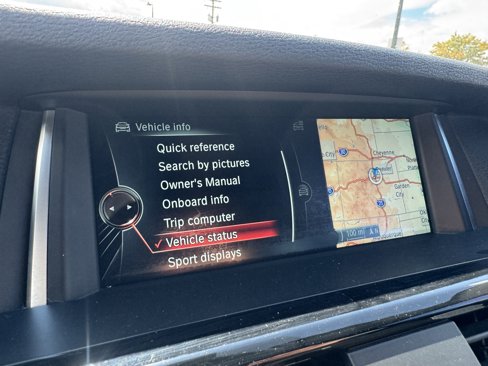 Vehicle info
Quick reference
Search by pictures
Owner's Manual
Onboard info
Trip computer
Vehicle status
Sport displays
City
Cheyenne
Garden
City
100 mi